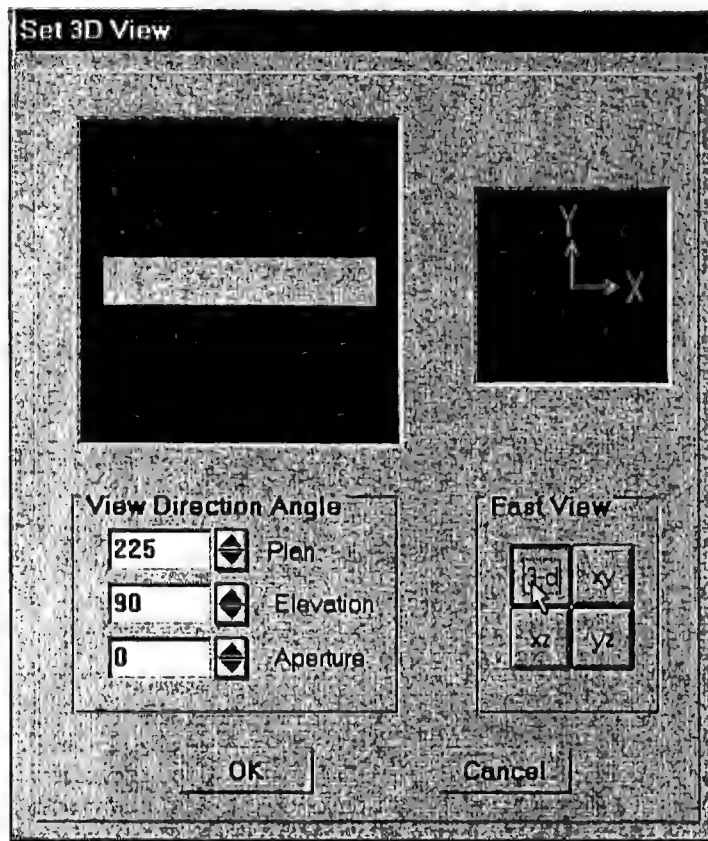 Set 3D View
Y
X
View Direction Angle
225 Plan
90 Elevation
0 Aperture
Fast View
3-d xy
xz yz
OK Cancel